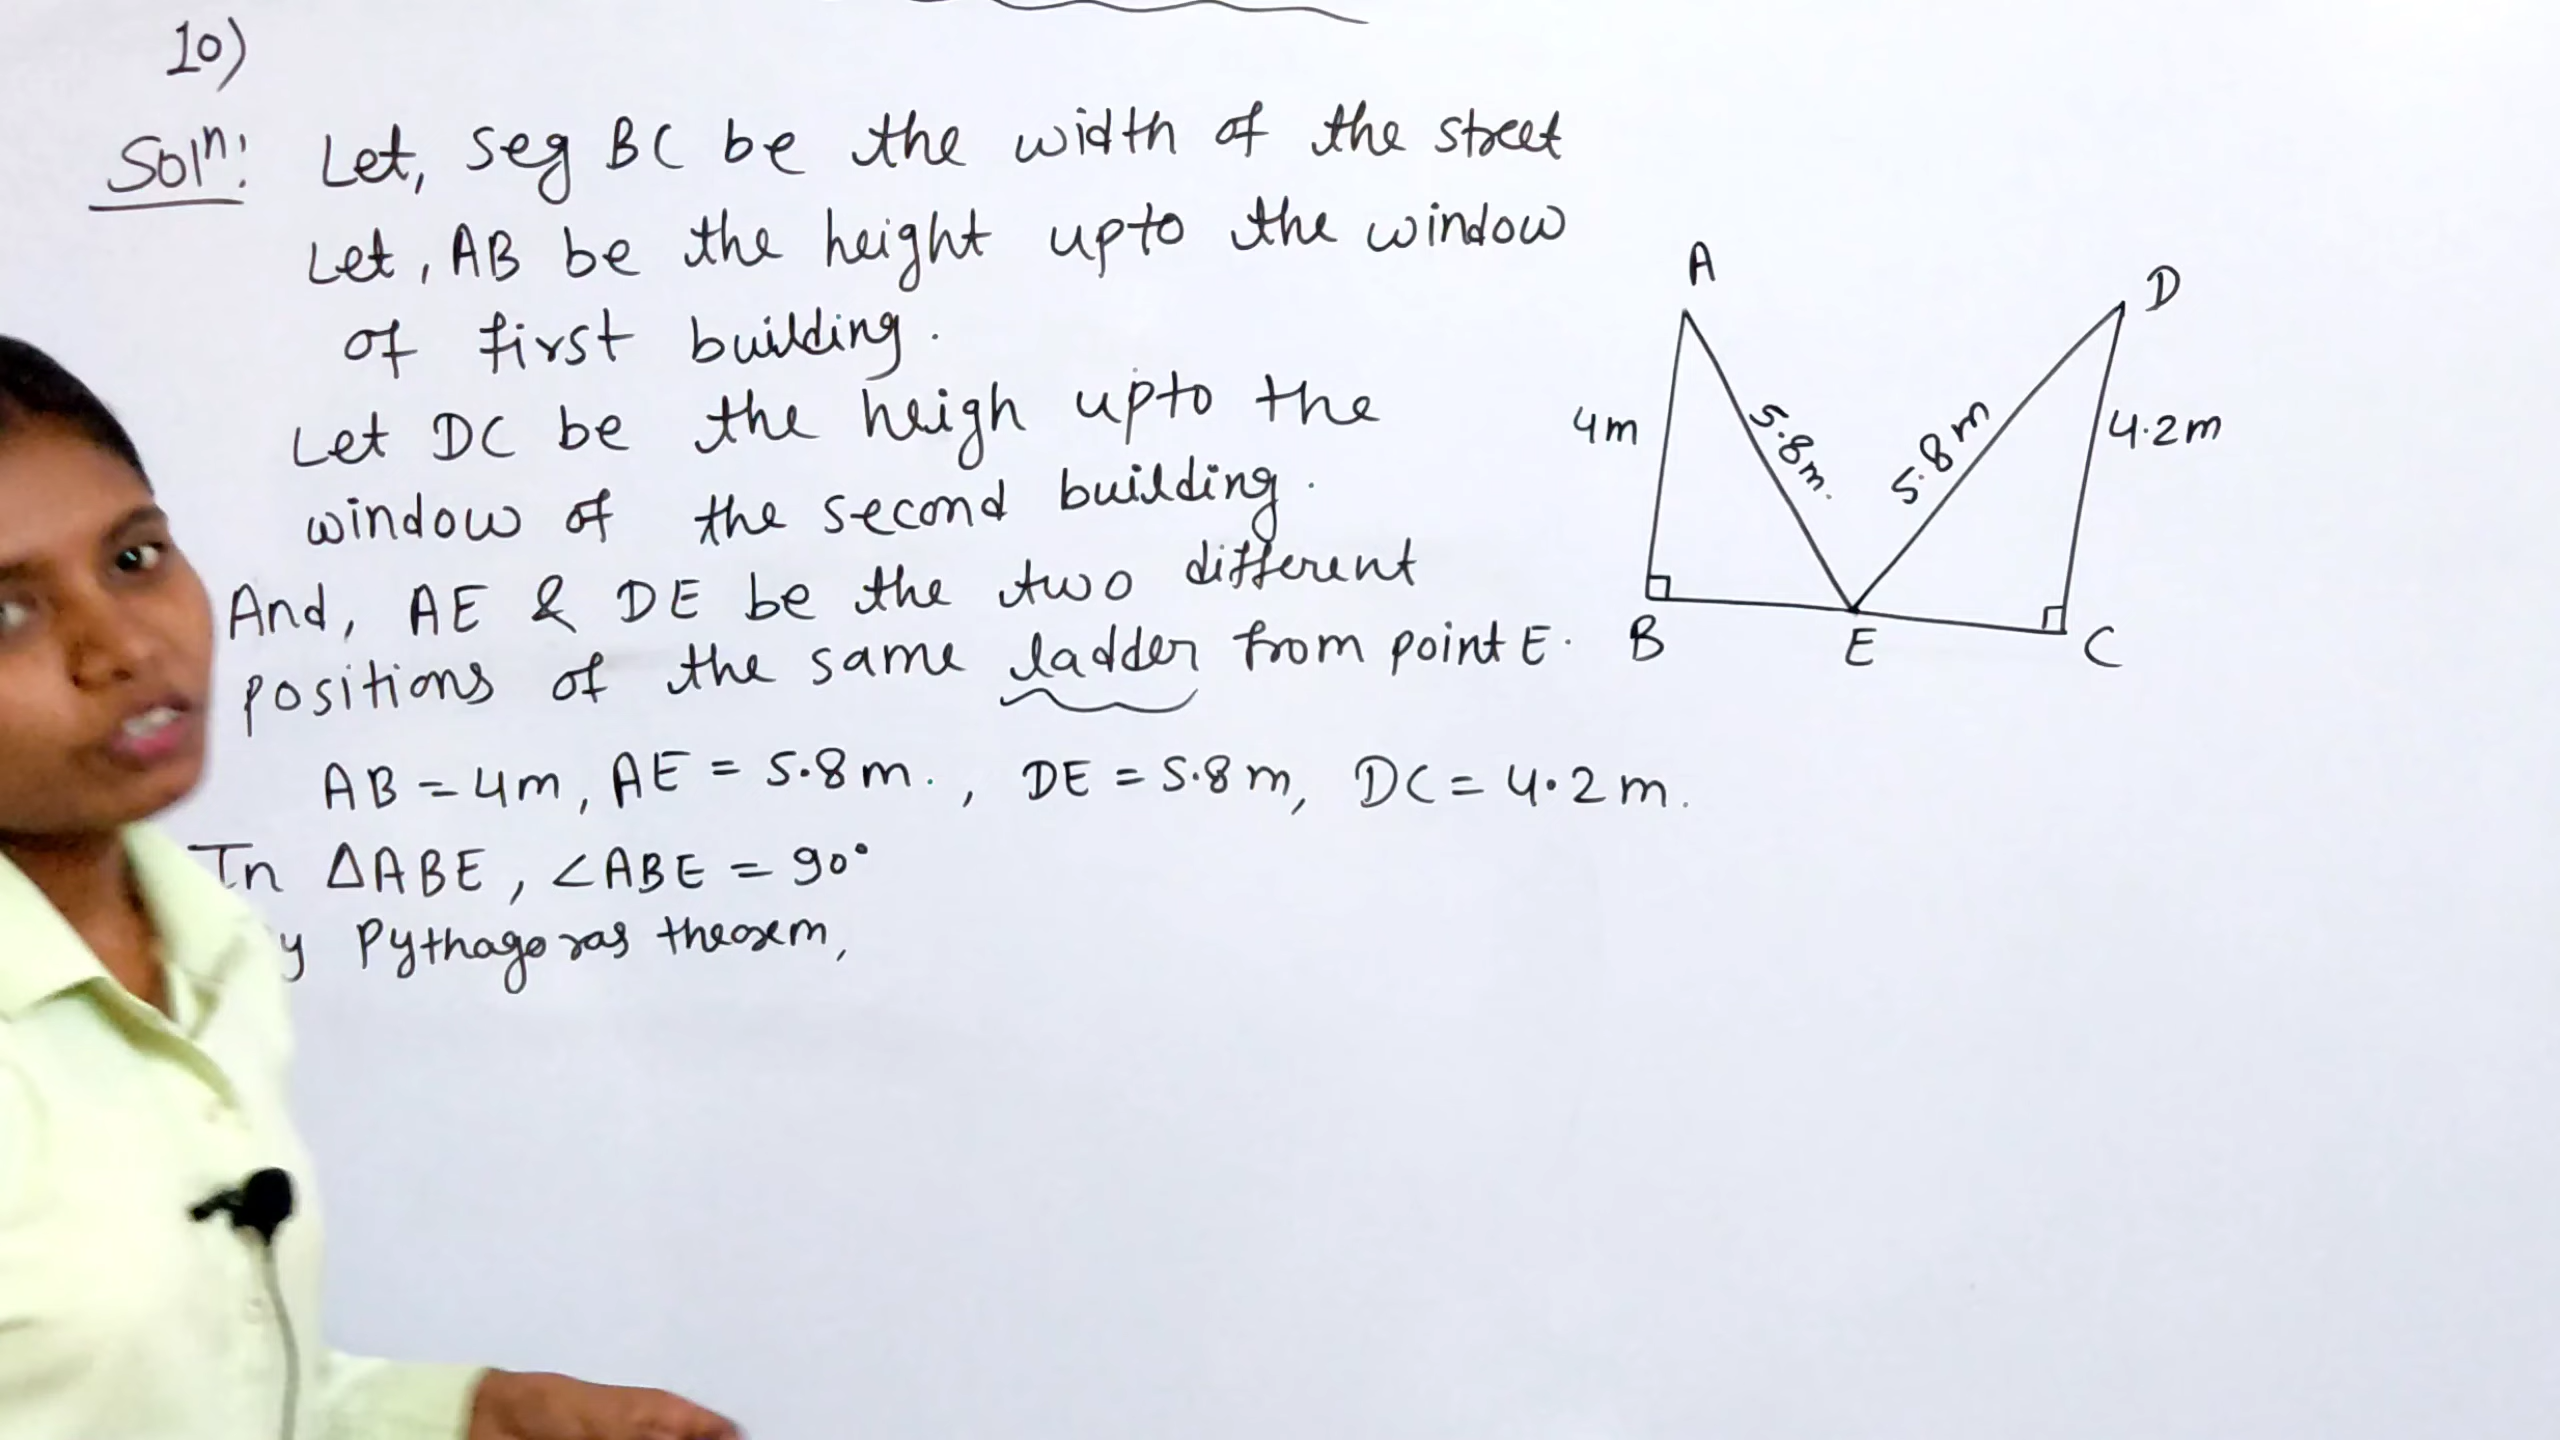 10)
Solⁿ: Let, seg BC be the width of the street
Let, AB be the height upto the window
of first building.
Let DC be the heigh upto the
window of the second building.
And, AE & DE be the two different
positions of the same ladder from point E.
AB = 4m, AE = 5.8m., DE = 5.8m, DC = 4.2m.
In ΔABE, ∠ABE = 90°
y Pythagoras theorem,
A
D
4m
5.8m.
5.8m
4.2m
B
E
C